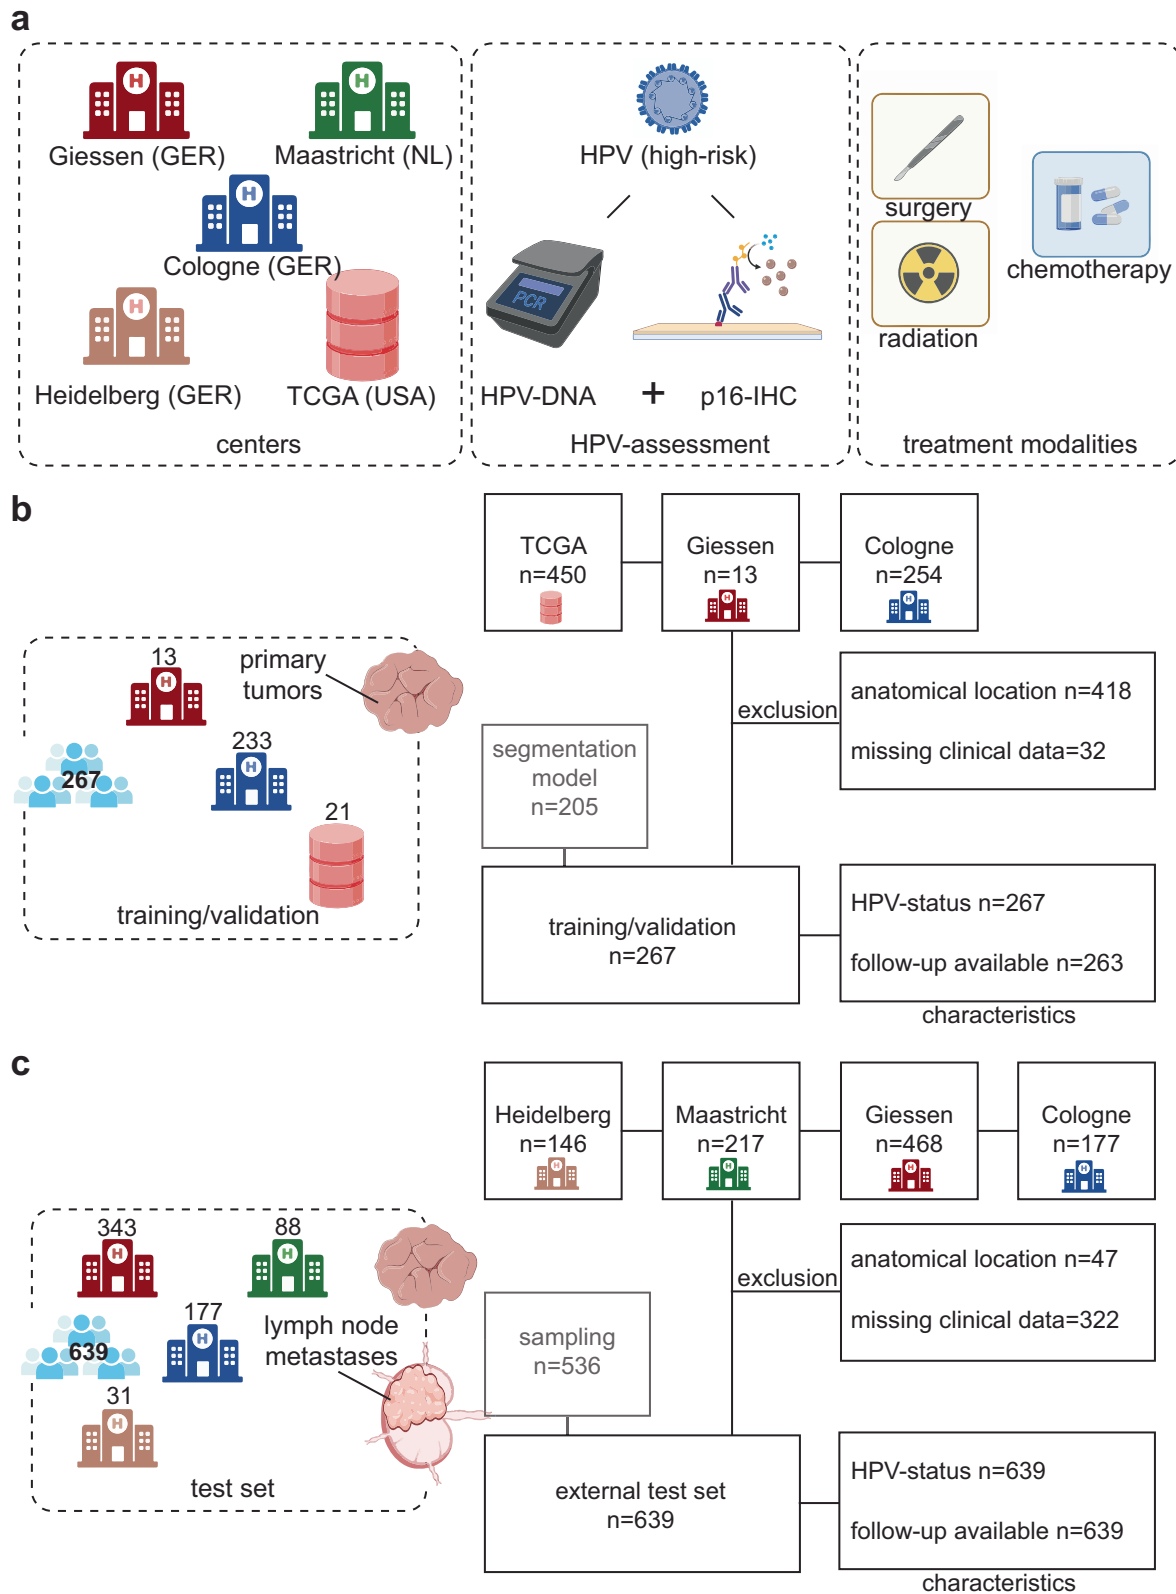 a
H
H
Giessen (GER)
Maastricht (NL)
H
Cologne (GER)
H
Heidelberg (GER)
TCGA (USA)
centers
HPV (high-risk)
PCR
HPV-DNA
+
p16-IHC
HPV-assessment
surgery
radiation
chemotherapy
treatment modalities
b
TCGA
n=450
Giessen
n=13
H
Cologne
n=254
H
13
H
primary
tumors
233
H
267
21
training/validation
exclusion
anatomical location n=418
missing clinical data=32
segmentation
model
n=205
training/validation
n=267
HPV-status n=267
follow-up available n=263
characteristics
c
Heidelberg
n=146
H
Maastricht
n=217
H
Giessen
n=468
H
Cologne
n=177
H
343
H
88
H
177
H
639
lymph node
metastases
31
H
test set
exclusion
anatomical location n=47
missing clinical data=322
sampling
n=536
external test set
n=639
HPV-status n=639
follow-up available n=639
characteristics